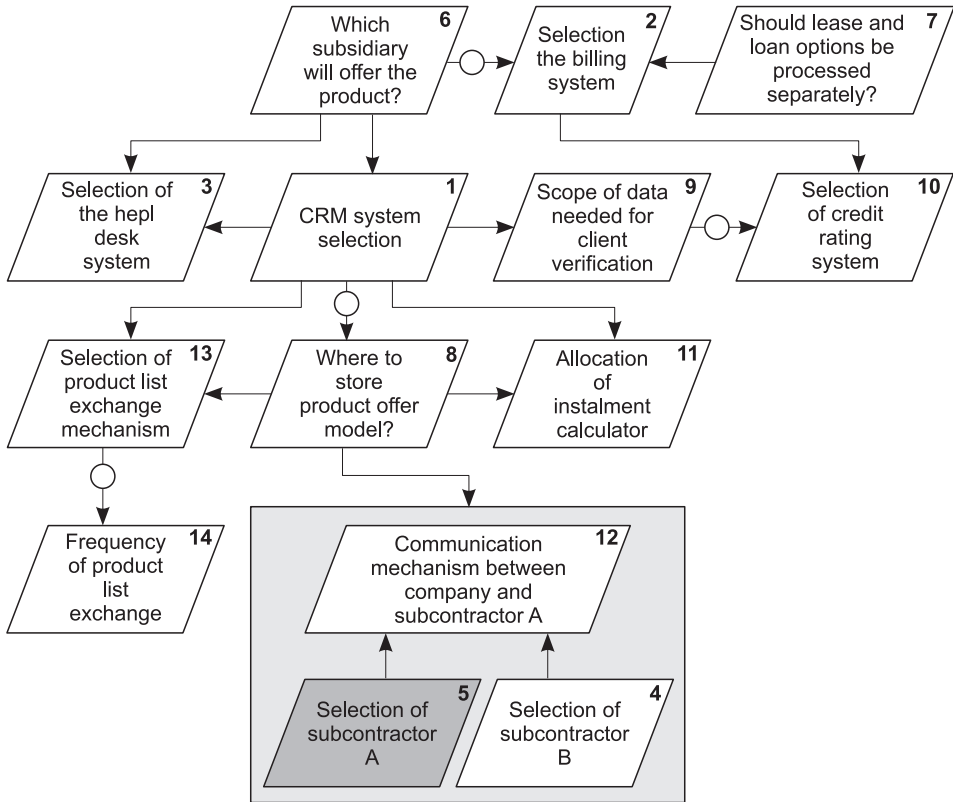 6
Which
subsidiary
will offer the
product?
2
Selection
the billing
system
7
Should lease and
loan options be
processed
separately?
3
Selection of
the hepl
desk
system
1
CRM system
selection
9
Scope of data
needed for
client
verification
10
Selection
of credit
rating
system
13
Selection of
product list
exchange
mechanism
8
Where to
store
product offer
model?
11
Allocation
of
instalment
calculator
14
Frequency
of product
list
exchange
12
Communication
mechanism between
company and
subcontractor A
5
Selection of
subcontractor
A
4
Selection of
subcontractor
B